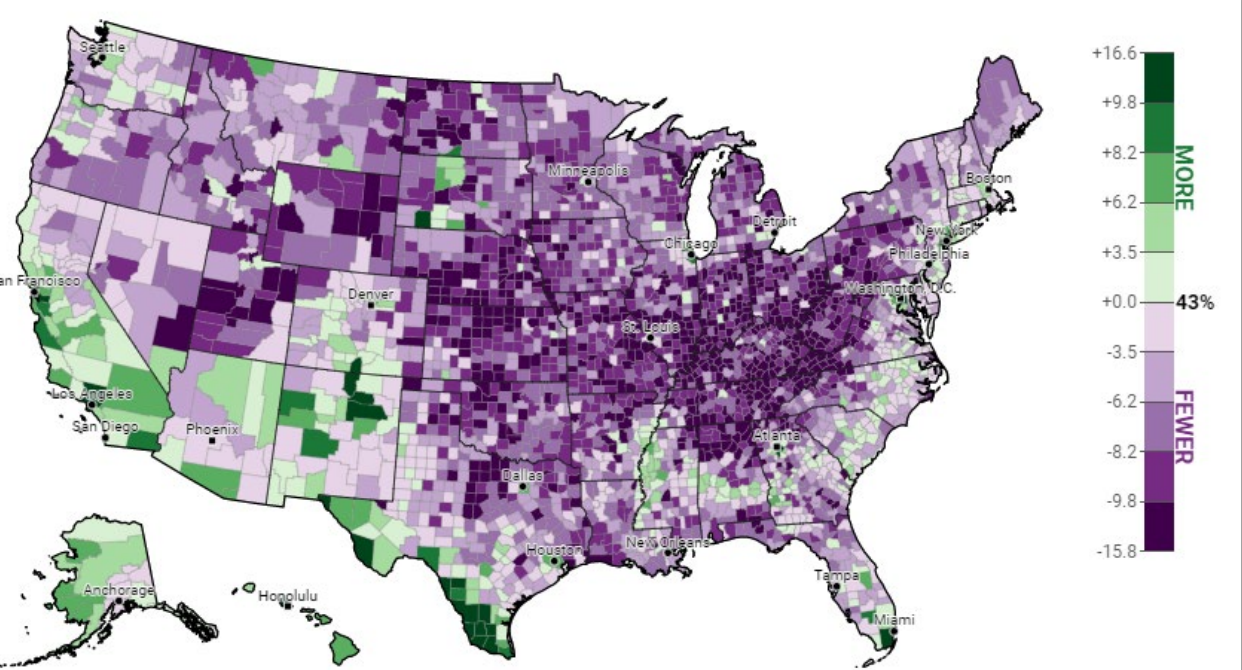 Seattle
Minneapolis
Boston
Detroit
New York
Chicago
Philadelphia
an Francisco
Denver
Washington, D.C.
St. Louis
Los Angeles
San Diego
Phoenix
Atlanta
Dallas
Houston
New Orleans
Tampa
Anchorage
Honolulu
Miami
+16.6
+9.8
+8.2
+6.2
+3.5
+0.0
-3.5
-6.2
-8.2
-9.8
-15.8
43%
MORE
FEWER